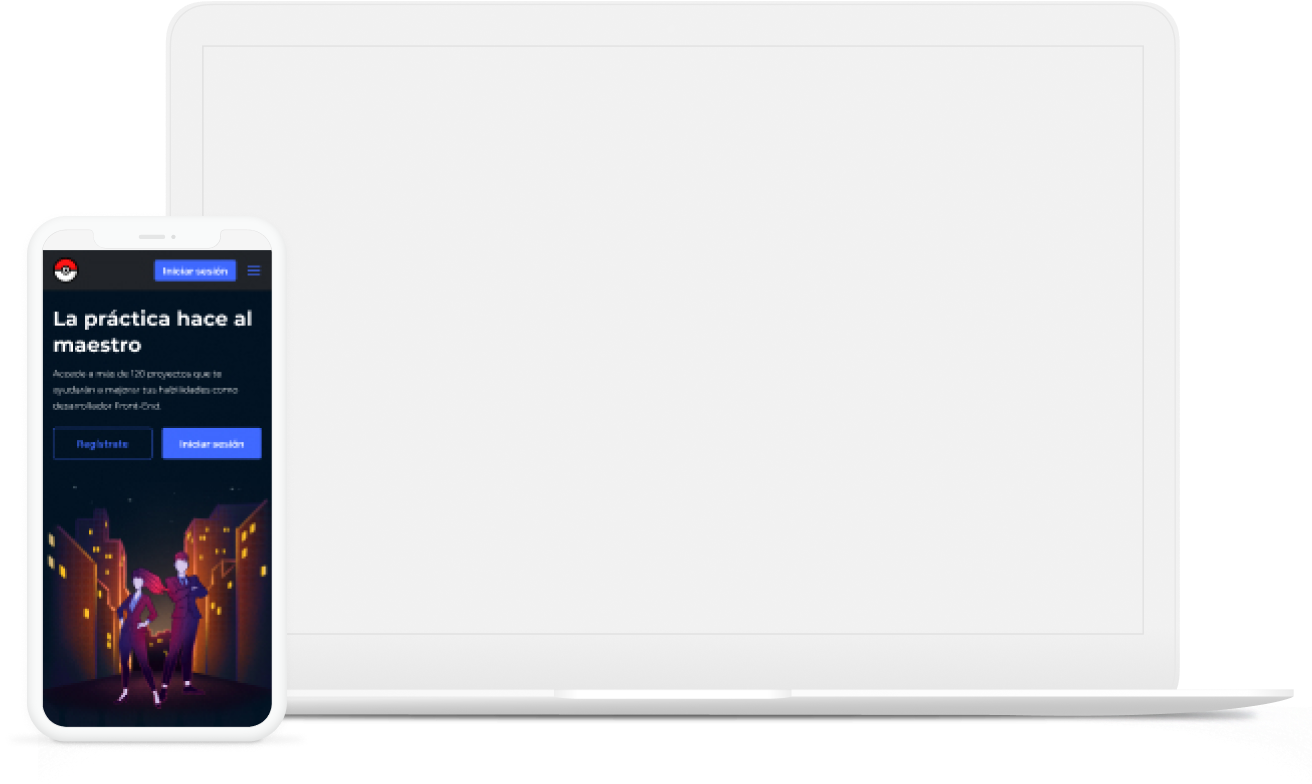 Iniciar sesión
La práctica hace al
maestro
Accede a más de 120 proyectos que te
ayudarán a mejorar tus habilidades como
desarrollador Front-End.
Regístrate Iniciar sesión